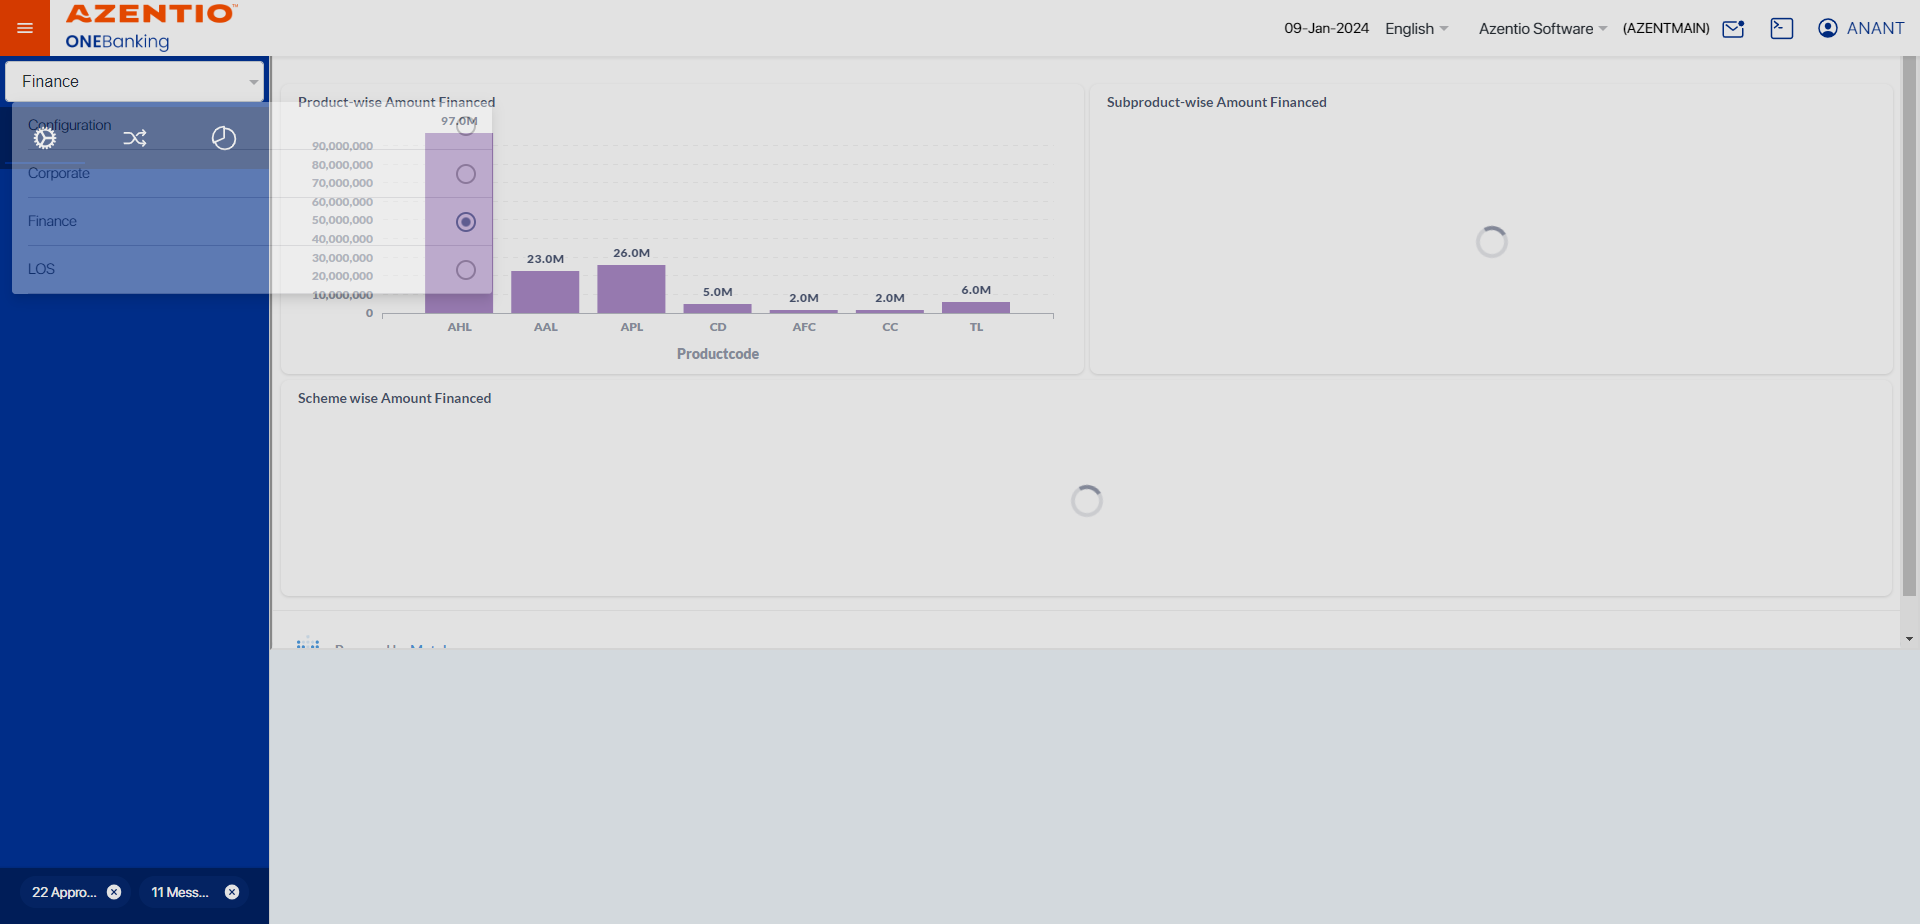 AZENTIO™
ONEBanking
09-Jan-2024 English Azentio Software (AZENTMAIN) ANANT
Finance
Configuration
Corporate
Finance
LOS
Product-wise Amount Financed
97.0M
90,000,000
80,000,000
70,000,000
60,000,000
50,000,000
40,000,000
30,000,000
20,000,000
10,000,000
0
23.0M
26.0M
5.0M
2.0M
2.0M
6.0M
AHL AAL APL CD AFC CC TL
Productcode
Subproduct-wise Amount Financed
Scheme wise Amount Financed
22 Appro...
11 Mess...